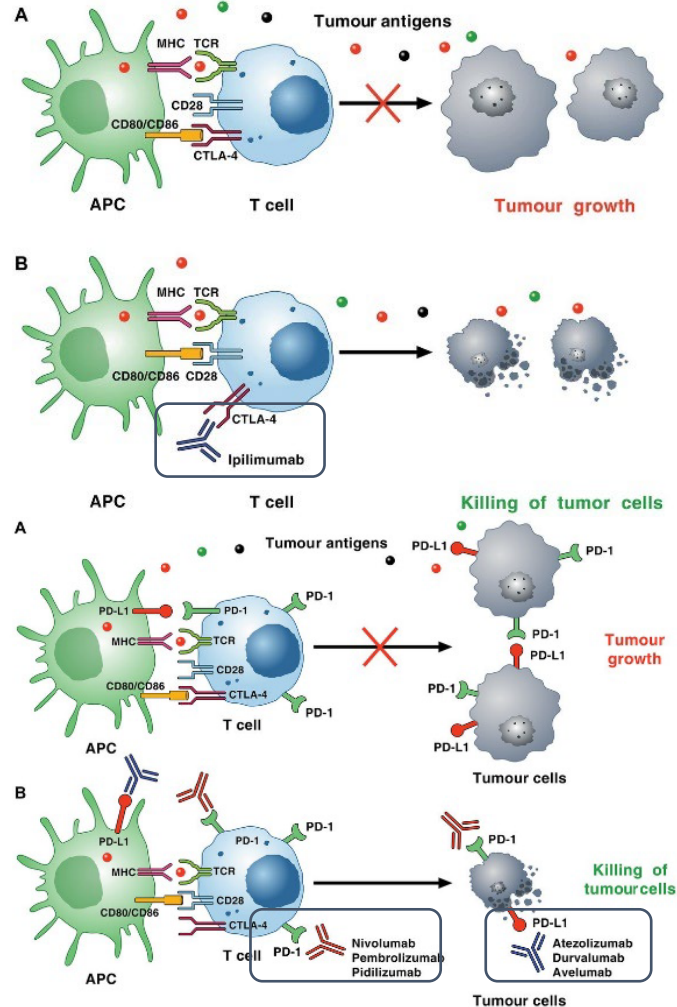 A
Tumour antigens
MHC TCR
CD28
CD80/CD86
CTLA-4
APC
T cell
Tumour growth
B
MHC TCR
CD80/CD86 CD28
CTLA-4
Ipilimumab
APC
T cell
Killing of tumor cells
A
Tumour antigens
PD-L1
PD-1
PD-1
PD-L1
PD-1
MHC
TCR
PD-1
Tumour
growth
PD-L1
CD28
CD80/CD86
CTLA-4
PD-1
PD-1
T cell
PD-L1
APC
Tumour cells
B
PD-L1
PD-1
PD-1
PD-1
MHC
TCR
Killing of
tumourcells
CD80/CD86
CD28
CTLA-4
PD-L1
T cell
PD-1
Nivolumab
Pembrolizumab
Pidilizumab
Atezolizumab
Durvalumab
Avelumab
APC
Tumour cells